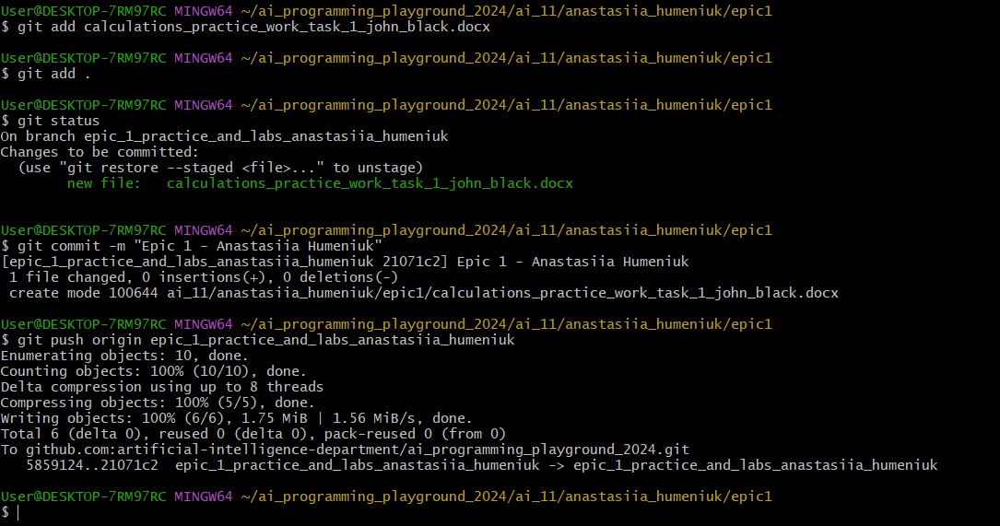 User@DESKTOP-7RM97RC MINGW64 ~/ai_programming_playground_2024/ai_11/anastasiia_humeniuk/epic1
$ git add calculations_practice_work_task_1_john_black.docx
User@DESKTOP-7RM97RC MINGW64 ~/ai_programming_playground_2024/ai_11/anastasiia_humeniuk/epic1
$ git add .
User@DESKTOP-7RM97RC MINGW64 ~/ai_programming_playground_2024/ai_11/anastasiia_humeniuk/epic1
$ git status
On branch epic_1_practice_and_labs_anastasiia_humeniuk
Changes to be committed:
  (use "git restore --staged <file>..." to unstage)
        new file:   calculations_practice_work_task_1_john_black.docx
User@DESKTOP-7RM97RC MINGW64 ~/ai_programming_playground_2024/ai_11/anastasiia_humeniuk/epic1
$ git commit -m "Epic 1 - Anastasiia Humeniuk"
[epic_1_practice_and_labs_anastasiia_humeniuk 21071c2] Epic 1 - Anastasiia Humeniuk
 1 file changed, 0 insertions(+), 0 deletions(-)
 create mode 100644 ai_11/anastasiia_humeniuk/epic1/calculations_practice_work_task_1_john_black.docx
User@DESKTOP-7RM97RC MINGW64 ~/ai_programming_playground_2024/ai_11/anastasiia_humeniuk/epic1
$ git push origin epic_1_practice_and_labs_anastasiia_humeniuk
Enumerating objects: 10, done.
Counting objects: 100% (10/10), done.
Delta compression using up to 8 threads
Compressing objects: 100% (5/5), done.
Writing objects: 100% (6/6), 1.75 MiB | 1.56 MiB/s, done.
Total 6 (delta 0), reused 0 (delta 0), pack-reused 0 (from 0)
To github.com:artificial-intelligence-department/ai_programming_playground_2024.git
   5859124..21071c2  epic_1_practice_and_labs_anastasiia_humeniuk -> epic_1_practice_and_labs_anastasiia_humeniuk
User@DESKTOP-7RM97RC MINGW64 ~/ai_programming_playground_2024/ai_11/anastasiia_humeniuk/epic1
$